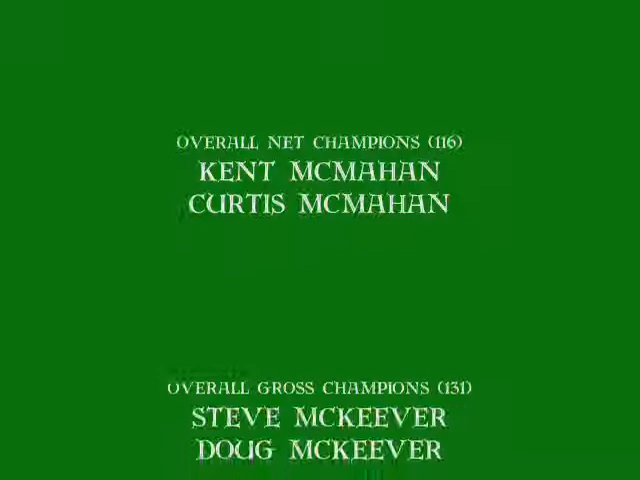 OVERALL NET CHAMPIONS (116)
KENT MCMAHAN
CURTIS MCMAHAN
OVERALL GROSS CHAMPIONS (131)
STEVE MCKEEVER
DOUG MCKEEVER